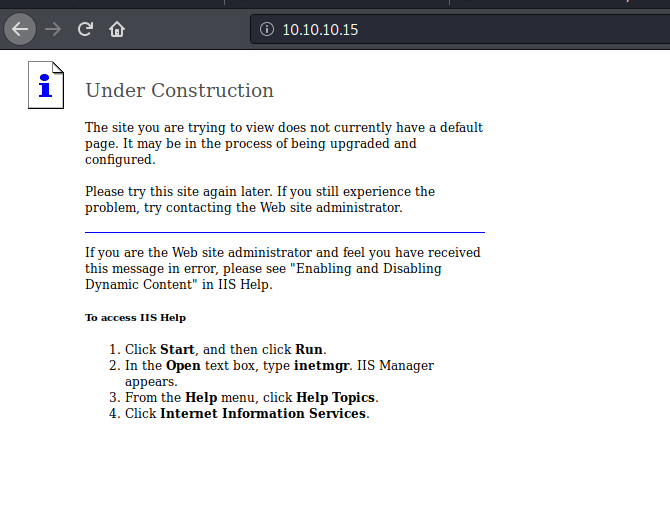 10.10.10.15
Under Construction
The site you are trying to view does not currently have a default
page. It may be in the process of being upgraded and
configured.
Please try this site again later. If you still experience the
problem, try contacting the Web site administrator.
If you are the Web site administrator and feel you have received
this message in error, please see "Enabling and Disabling
Dynamic Content" in IIS Help.
To access IIS Help
1. Click Start, and then click Run.
2. In the Open text box, type inetmgr. IIS Manager
appears.
3. From the Help menu, click Help Topics.
4. Click Internet Information Services.